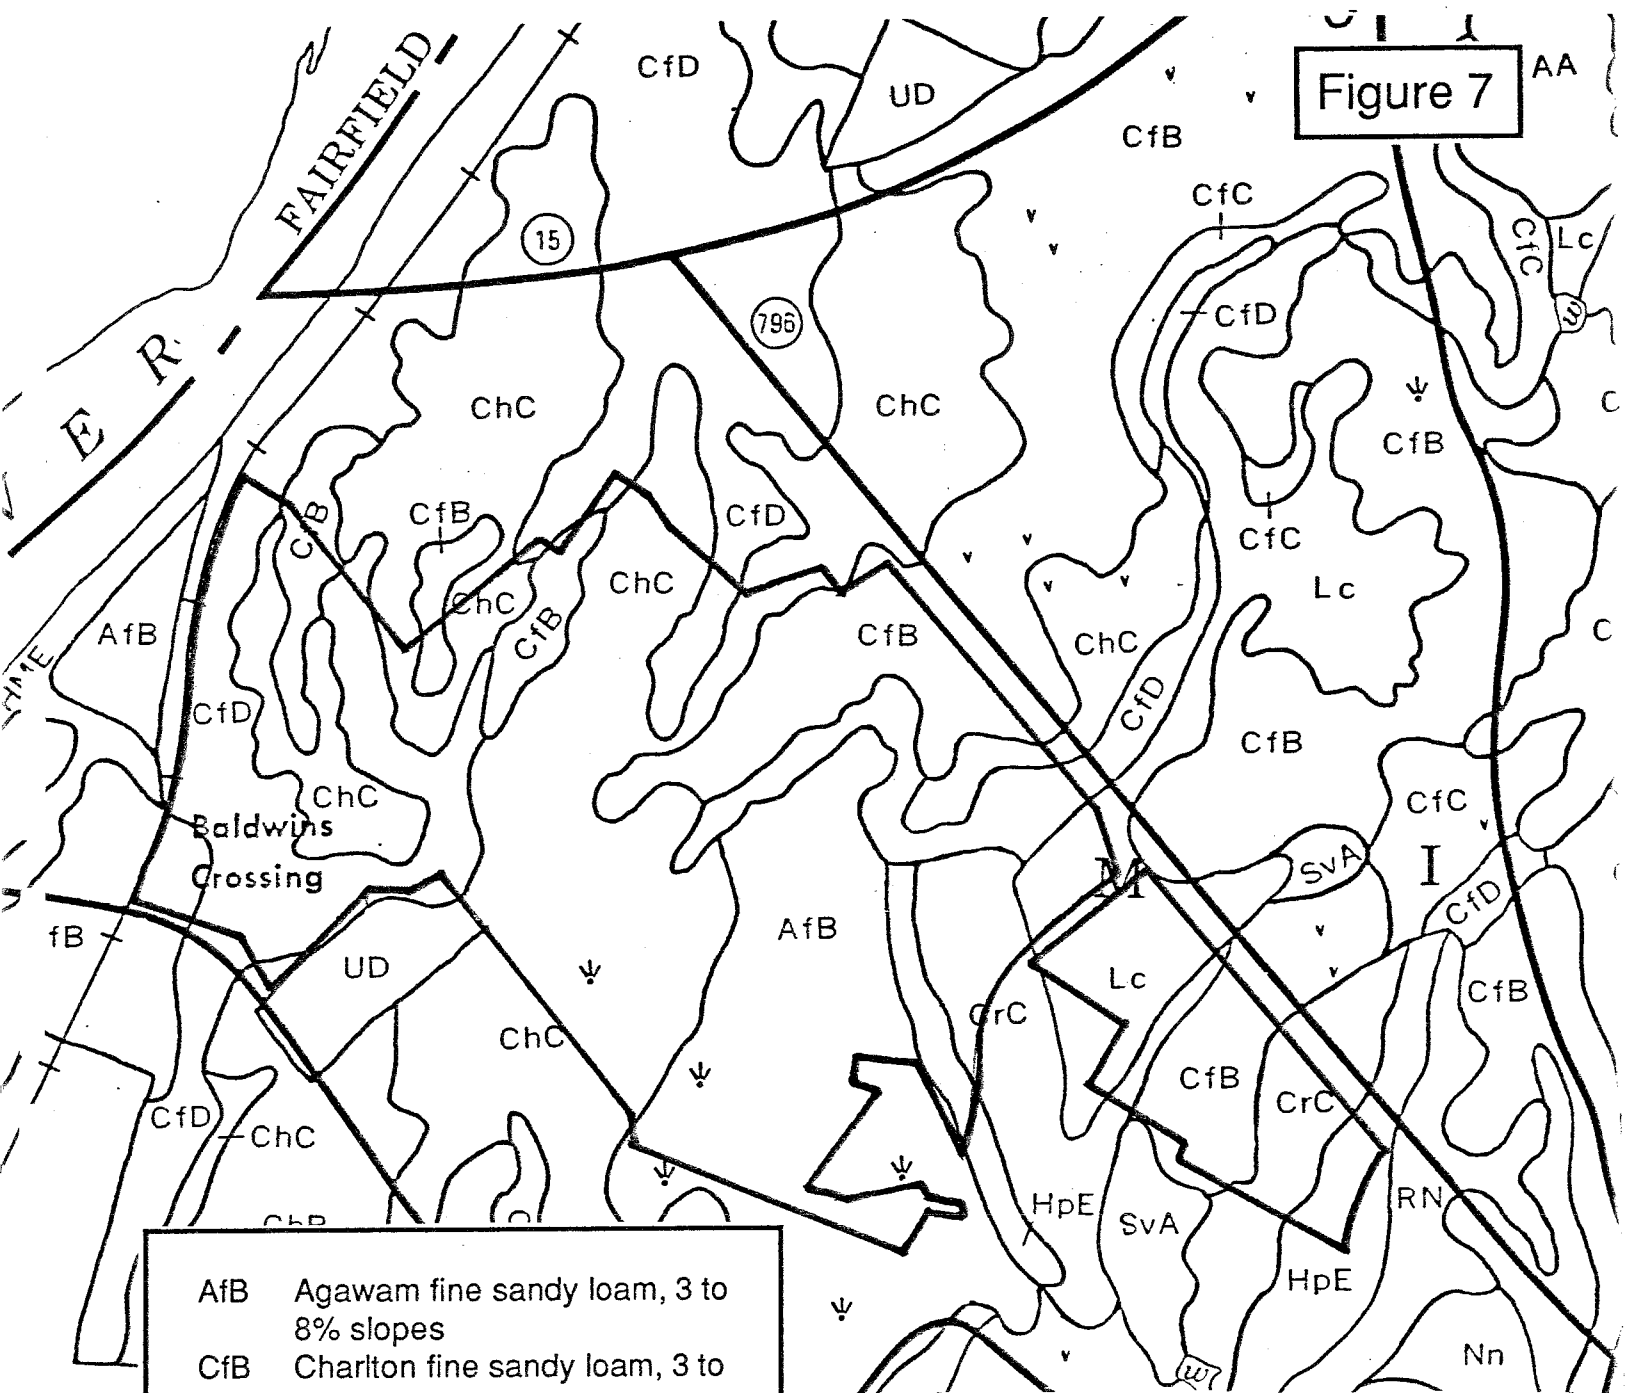 Figure 7
AA
CfD
UD
CfB
FAIRFIELD
CfC
CfC
Lc
w
15
CfD
796
R
E
ChC
ChC
CfB
CfB
CfB
CfD
CfC
ChC
ChC
Lc
AfB
CfB
CfB
ChC
C
C
YME
CfD
CfD
CfB
ChC
CfC
Baldwins
Crossing
M
SvA
I
CfD
fB
AfB
UD
Lc
CfB
ChC
CrC
CfB
CrC
CfD
ChC
HpE
SvA
RN
ChB
HpE
Nn
w
AfB Agawam fine sandy loam, 3 to
8% slopes
CfB Charlton fine sandy loam, 3 to